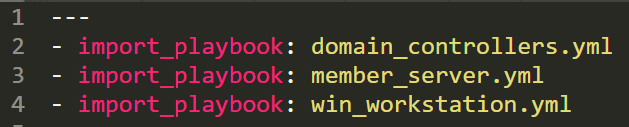 1 ---
2 - import_playbook: domain_controllers.yml
3 - import_playbook: member_server.yml
4 - import_playbook: win_workstation.yml